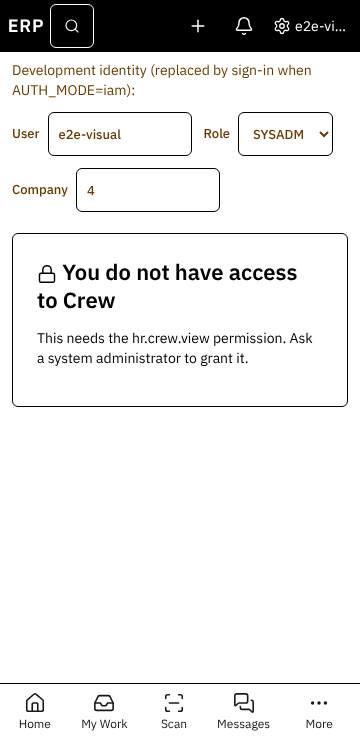 ERP e2e-vi...
Development identity (replaced by sign-in when
AUTH_MODE=iam):
User e2e-visual Role SYSADM
Company 4
You do not have access
to Crew
This needs the hr.crew.view permission. Ask
a system administrator to grant it.
Home My Work Scan Messages More